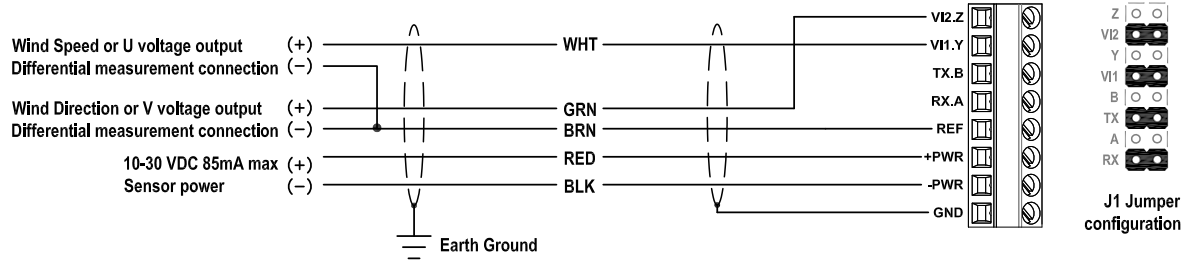 Wind Speed or U voltage output (+)
Differential measurement connection (−)
Wind Direction or V voltage output (+)
Differential measurement connection (−)
10-30 VDC 85mA max (+)
Sensor power (−)
Earth Ground
WHT
GRN
BRN
RED
BLK
VI2.Z
VI1.Y
TX.B
RX.A
REF
+PWR
-PWR
GND
Z
VI2
Y
VI1
B
TX
A
RX
J1 Jumper
configuration